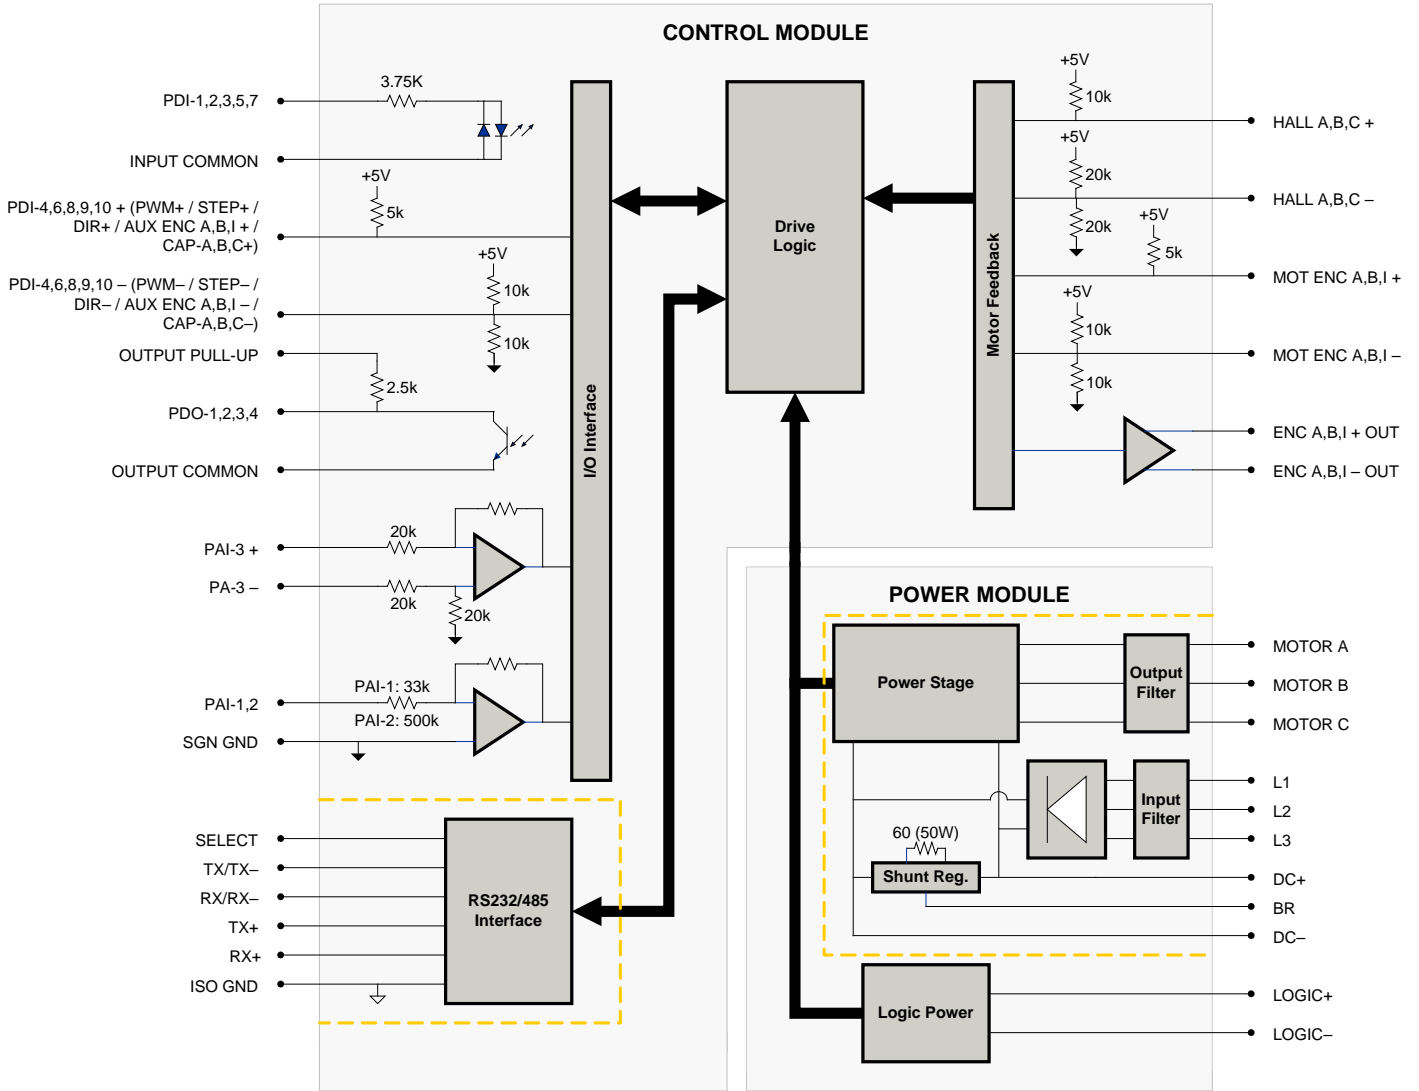 CONTROL MODULE
PDI-1,2,3,5,7
3.75K
INPUT COMMON
+5V
5k
PDI-4,6,8,9,10 + (PWM+ / STEP+ /
DIR+ / AUX ENC A,B,I + /
CAP-A,B,C+)
+5V
10k
10k
PDI-4,6,8,9,10 – (PWM– / STEP– /
DIR– / AUX ENC A,B,I – /
CAP-A,B,C–)
OUTPUT PULL-UP
2.5k
PDO-1,2,3,4
OUTPUT COMMON
PAI-3 +
20k
PA-3 –
20k
20k
PAI-1,2
PAI-1: 33k
PAI-2: 500k
SGN GND
I/O Interface
Drive
Logic
Motor Feedback
+5V
10k
HALL A,B,C +
+5V
20k
HALL A,B,C –
20k
+5V
5k
MOT ENC A,B,I +
+5V
10k
MOT ENC A,B,I –
10k
ENC A,B,I + OUT
ENC A,B,I – OUT
SELECT
TX/TX–
RX/RX–
TX+
RX+
ISO GND
RS232/485
Interface
POWER MODULE
Power Stage
Output
Filter
MOTOR A
MOTOR B
MOTOR C
Input
Filter
L1
L2
L3
60 (50W)
Shunt Reg.
DC+
BR
DC–
Logic Power
LOGIC+
LOGIC–